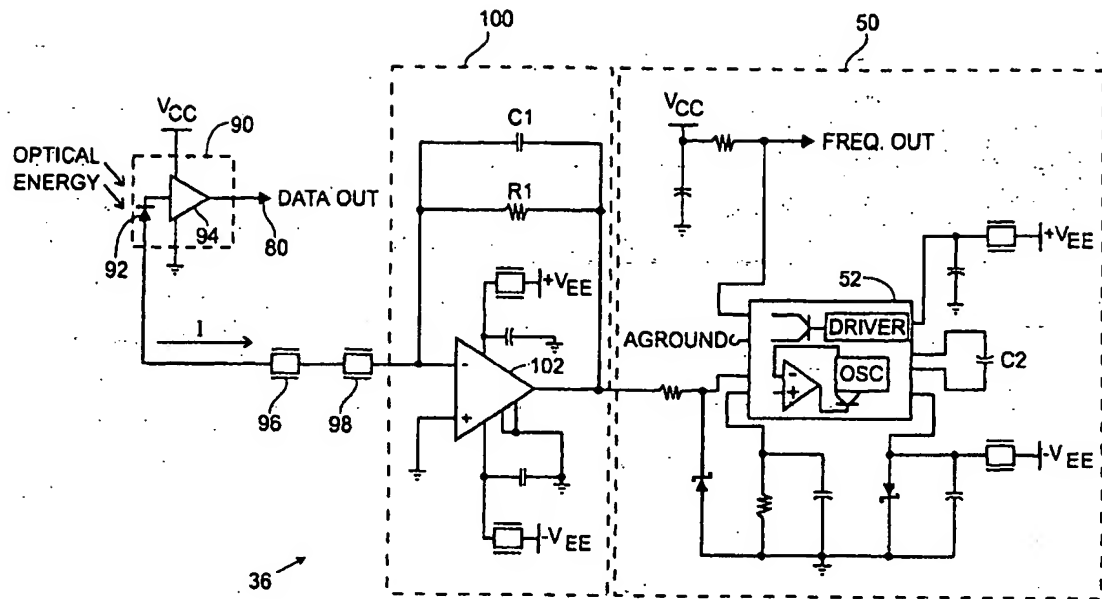 100
50
VCC
90
OPTICAL
ENERGY
92
94
80
DATA OUT
C1
R1
VCC
FREQ. OUT
+VEE
+VEE
52
AGROUND
DRIVER
OSC
C2
I
96
98
102
-
+
-
+
-VEE
-VEE
36